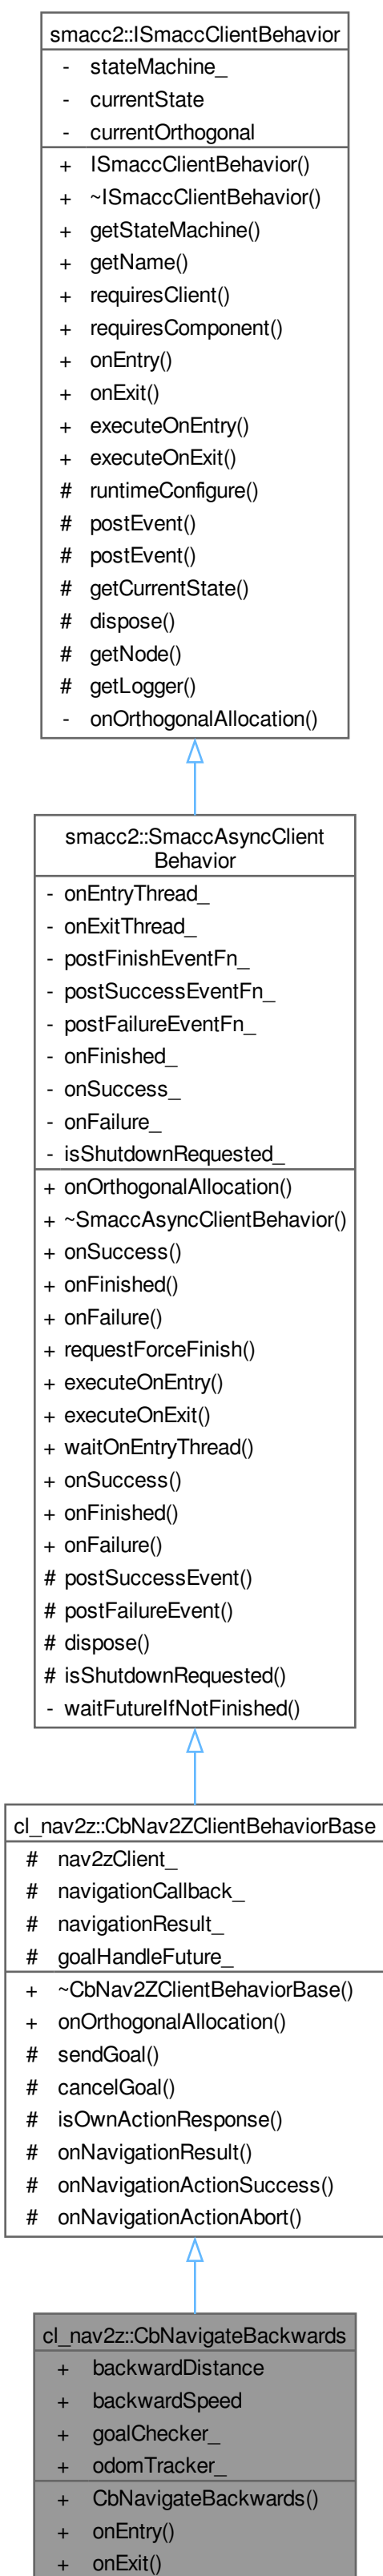 smacc2::ISmaccClientBehavior
- stateMachine_
- currentState
- currentOrthogonal
+ ISmaccClientBehavior()
+ ~ISmaccClientBehavior()
+ getStateMachine()
+ getName()
+ requiresClient()
+ requiresComponent()
+ onEntry()
+ onExit()
+ executeOnEntry()
+ executeOnExit()
# runtimeConfigure()
# postEvent()
# postEvent()
# getCurrentState()
# dispose()
# getNode()
# getLogger()
- onOrthogonalAllocation()
smacc2::SmaccAsyncClient
Behavior
- onEntryThread_
- onExitThread_
- postFinishEventFn_
- postSuccessEventFn_
- postFailureEventFn_
- onFinished_
- onSuccess_
- onFailure_
- isShutdownRequested_
+ onOrthogonalAllocation()
+ ~SmaccAsyncClientBehavior()
+ onSuccess()
+ onFinished()
+ onFailure()
+ requestForceFinish()
+ executeOnEntry()
+ executeOnExit()
+ waitOnEntryThread()
+ onSuccess()
+ onFinished()
+ onFailure()
# postSuccessEvent()
# postFailureEvent()
# dispose()
# isShutdownRequested()
- waitFutureIfNotFinished()
cl_nav2z::CbNav2ZClientBehaviorBase
# nav2zClient_
# navigationCallback_
# navigationResult_
# goalHandleFuture_
+ ~CbNav2ZClientBehaviorBase()
+ onOrthogonalAllocation()
# sendGoal()
# cancelGoal()
# isOwnActionResponse()
# onNavigationResult()
# onNavigationActionSuccess()
# onNavigationActionAbort()
cl_nav2z::CbNavigateBackwards
+ backwardDistance
+ backwardSpeed
+ goalChecker_
+ odomTracker_
+ CbNavigateBackwards()
+ onEntry()
+ onExit()